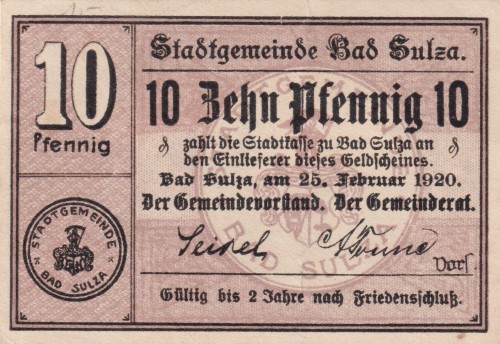 10
Pfennig
STADTGEMEINDE
BAD SULZA
Stadtgemeinde Bad Sulza.
10 Zehn Pfennig 10
zahlt die Stadtkasse zu Bad Sulza an
den Einlieferer dieses Geldscheines.
Bad Sulza, am 25. Februar 1920.
Der Gemeindevorstand. Der Gemeinderat.
Seidel
Vors.
BAD SULZA
Gültig bis 2 Jahre nach Friedensschluß.